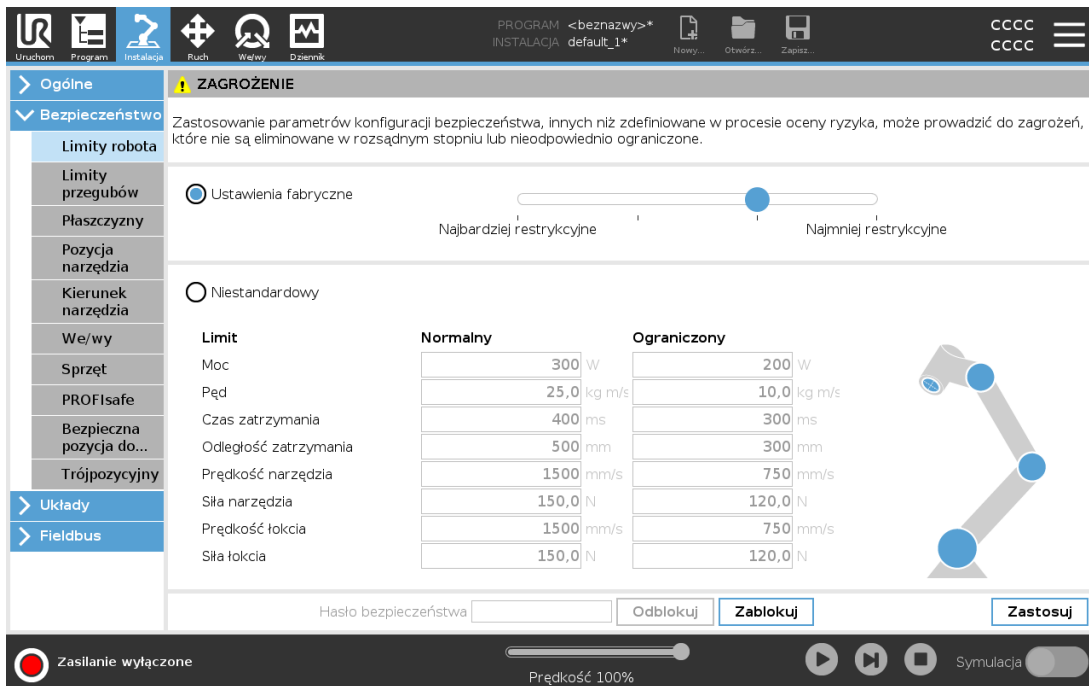 PROGRAM <beznazwy>*
INSTALACJA default_1*
CCCC
CCCC
Uruchom Program Instalacja Ruch We/wy Dziennik Nowy... Otwórz... Zapisz...
Ogólne
Bezpieczeństwo
Limity robota
Limity
przegubów
Płaszczyzny
Pozycja
narzędzia
Kierunek
narzędzia
We/wy
Sprzęt
PROFIsafe
Bezpieczna
pozycja do...
Trójpozycyjny
Układy
Fieldbus
ZAGROŻENIE
Zastosowanie parametrów konfiguracji bezpieczeństwa, innych niż zdefiniowane w procesie oceny ryzyka, może prowadzić do zagrożeń,
które nie są eliminowane w rozsądnym stopniu lub nieodpowiednio ograniczone.
Ustawienia fabryczne
Najbardziej restrykcyjne Najmniej restrykcyjne
Niestandardowy
Limit Normalny Ograniczony
Moc 300 W 200 W
Pęd 25,0 kg m/s 10,0 kg m/s
Czas zatrzymania 400 ms 300 ms
Odległość zatrzymania 500 mm 300 mm
Prędkość narzędzia 1500 mm/s 750 mm/s
Siła narzędzia 150,0 N 120,0 N
Prędkość łokcia 1500 mm/s 750 mm/s
Siła łokcia 150,0 N 120,0 N
Hasło bezpieczeństwa Odblokuj Zablokuj Zastosuj
Zasilanie wyłączone
Prędkość 100%
Symulacja